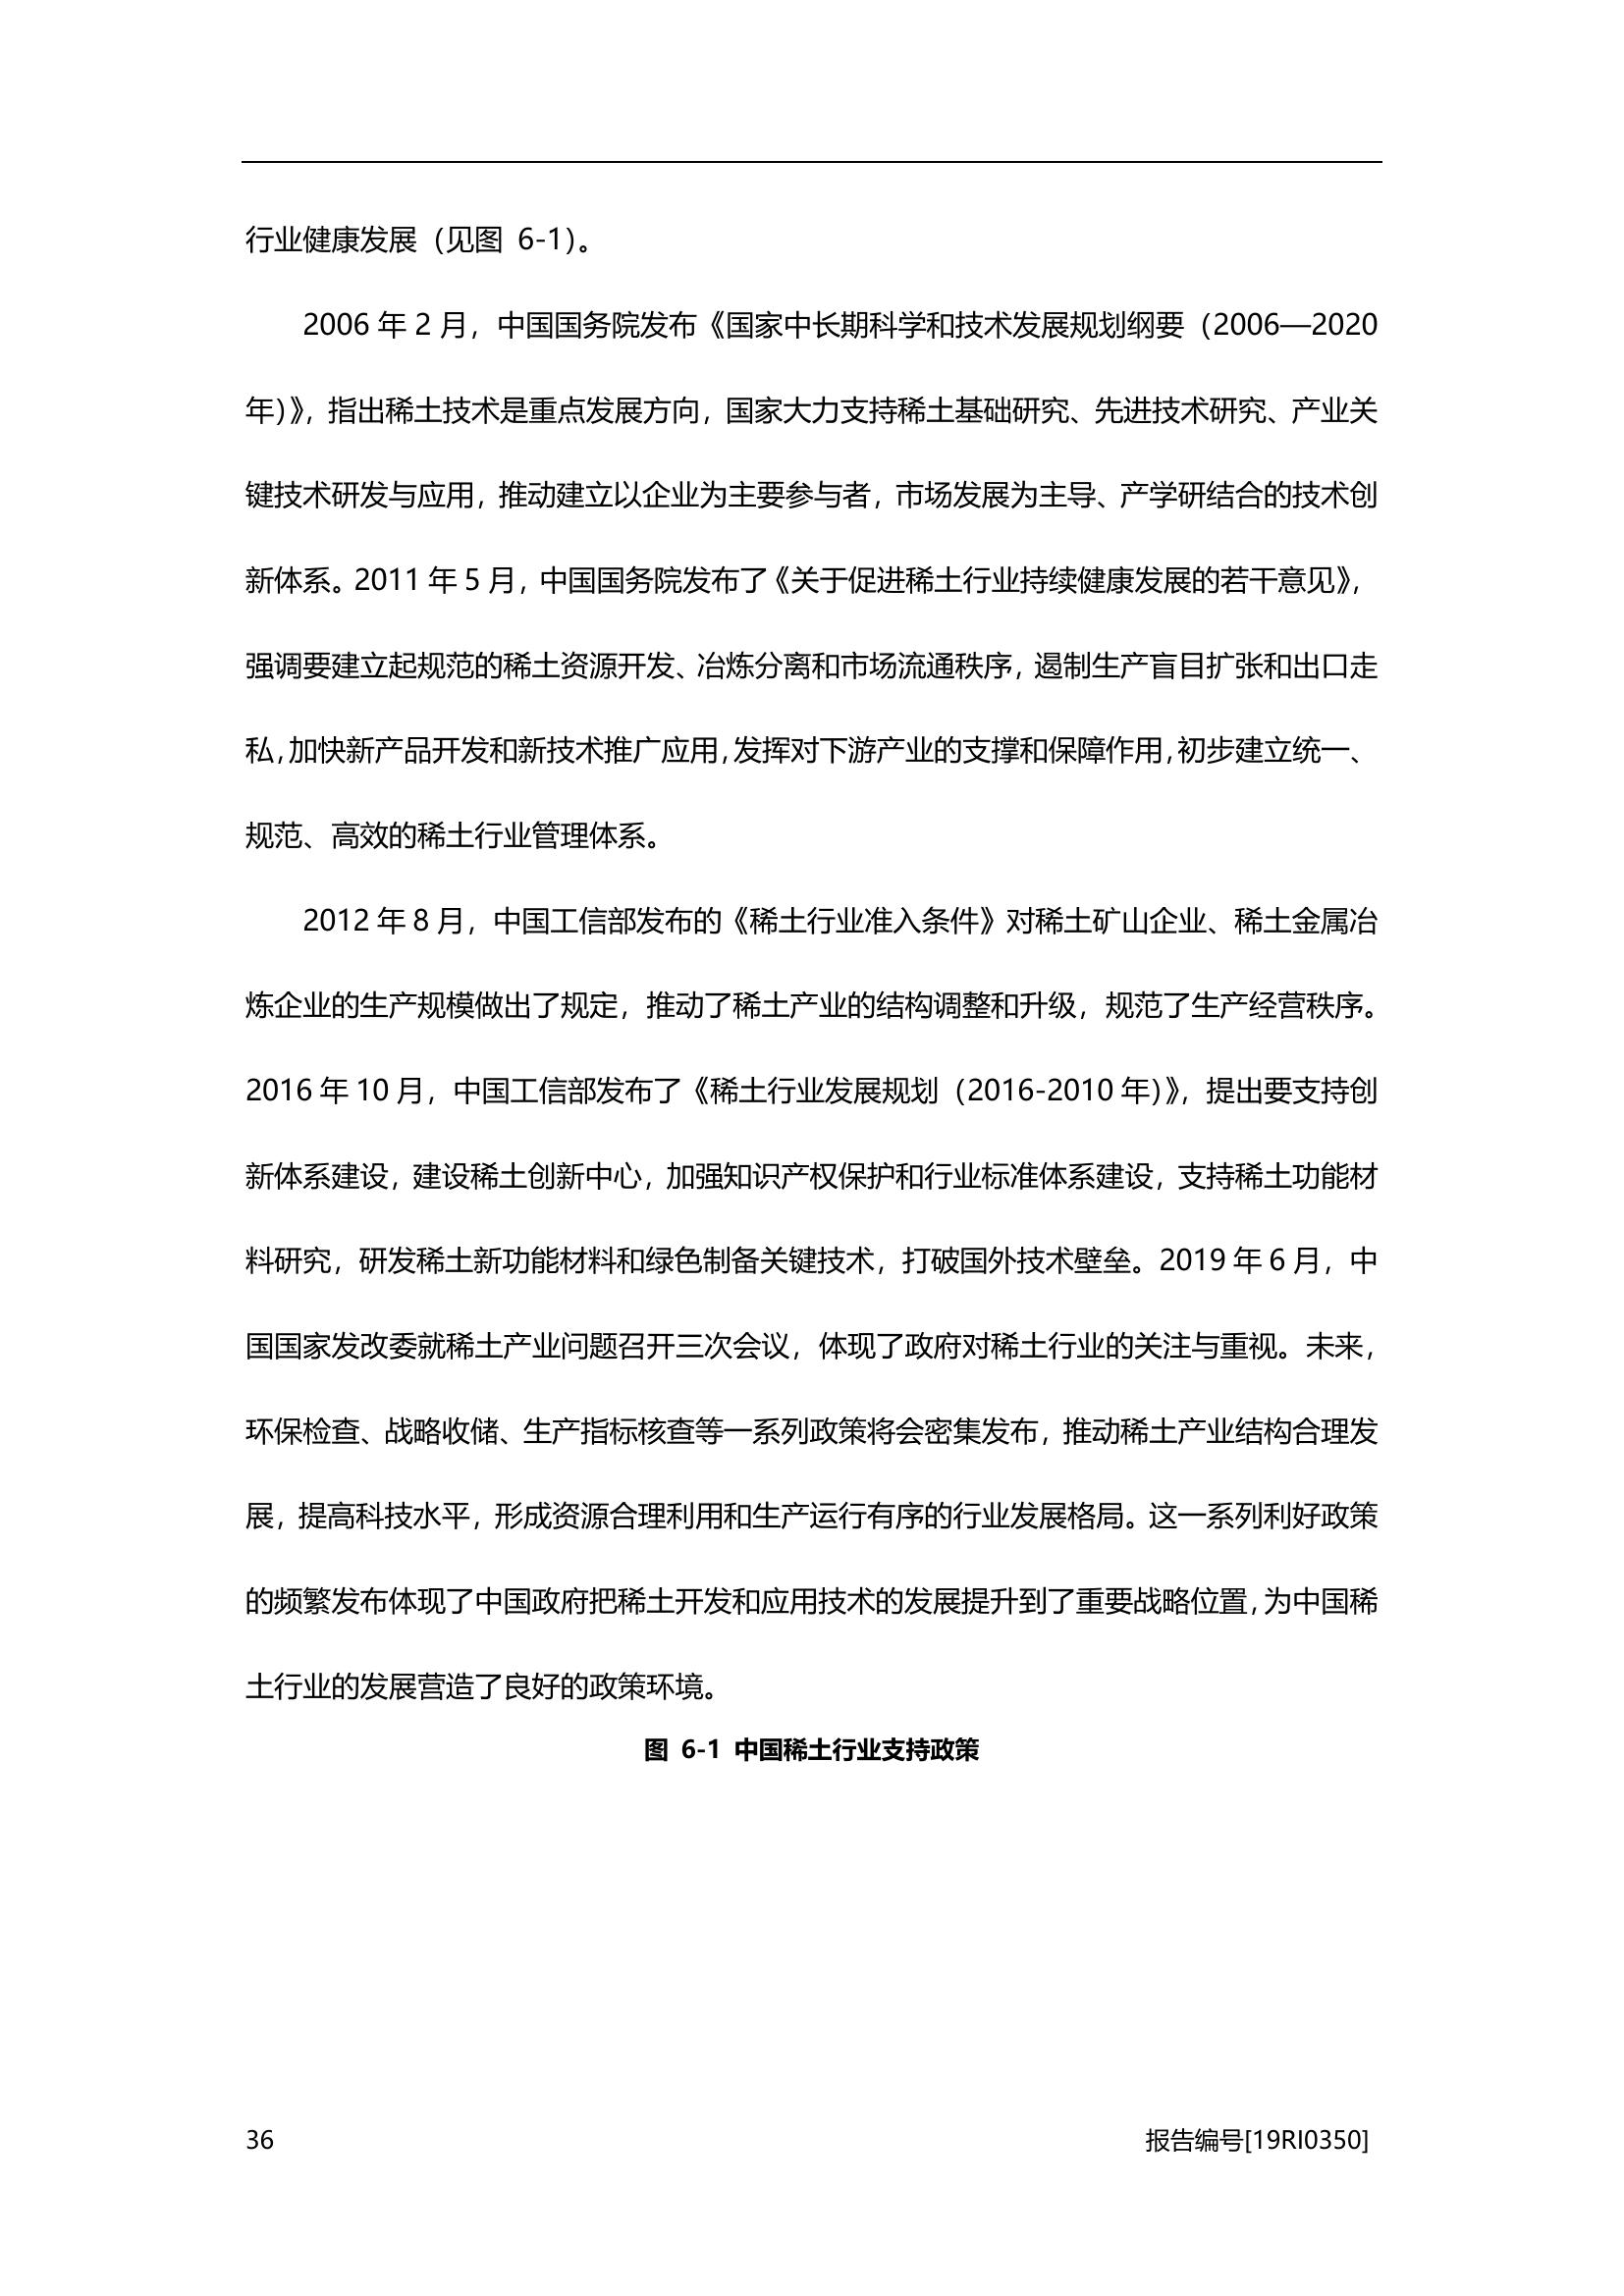 行业健康发展（见图 6-1）。
2006 年 2 月，中国国务院发布《国家中长期科学和技术发展规划纲要（2006—2020
年）》，指出稀土技术是重点发展方向，国家大力支持稀土基础研究、先进技术研究、产业关
键技术研发与应用，推动建立以企业为主要参与者，市场发展为主导、产学研结合的技术创
新体系。2011 年 5 月，中国国务院发布了《关于促进稀土行业持续健康发展的若干意见》，
强调要建立起规范的稀土资源开发、冶炼分离和市场流通秩序，遏制生产盲目扩张和出口走
私，加快新产品开发和新技术推广应用，发挥对下游产业的支撑和保障作用，初步建立统一、
规范、高效的稀土行业管理体系。
2012 年 8 月，中国工信部发布的《稀土行业准入条件》对稀土矿山企业、稀土金属冶
炼企业的生产规模做出了规定，推动了稀土产业的结构调整和升级，规范了生产经营秩序。
2016 年 10 月，中国工信部发布了《稀土行业发展规划（2016-2010 年）》，提出要支持创
新体系建设，建设稀土创新中心，加强知识产权保护和行业标准体系建设，支持稀土功能材
料研究，研发稀土新功能材料和绿色制备关键技术，打破国外技术壁垒。2019 年 6 月，中
国国家发改委就稀土产业问题召开三次会议，体现了政府对稀土行业的关注与重视。未来，
环保检查、战略收储、生产指标核查等一系列政策将会密集发布，推动稀土产业结构合理发
展，提高科技水平，形成资源合理利用和生产运行有序的行业发展格局。这一系列利好政策
的频繁发布体现了中国政府把稀土开发和应用技术的发展提升到了重要战略位置，为中国稀
土行业的发展营造了良好的政策环境。
图 6-1 中国稀土行业支持政策
36 报告编号[19RI0350]